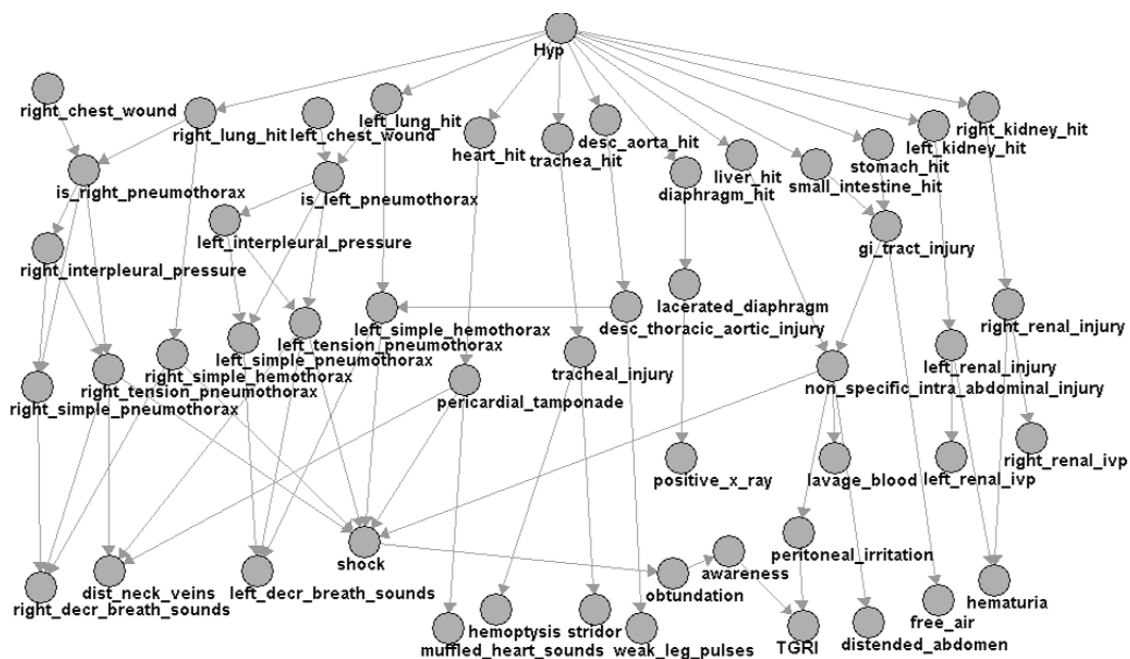 Hyp
right_chest_wound
left_lung_hit
right_lung_hit
left_chest_wound
right_kidney_hit
desc_aorta_hit
left_kidney_hit
heart_hit
trachea_hit
stomach_hit
liver_hit
small_intestine_hit
diaphragm_hit
is_right_pneumothorax
is_left_pneumothorax
left_interpleural_pressure
gi_tract_injury
right_interpleural_pressure
lacerated_diaphragm
right_renal_injury
left_simple_hemothorax
desc_thoracic_aortic_injury
left_tension_pneumothorax
left_simple_pneumothorax
left_renal_injury
right_simple_hemothorax
tracheal_injury
right_tension_pneumothorax
non_specific_intra_abdominal_injury
right_simple_pneumothorax
pericardial_tamponade
right_renal_ivp
positive_x_ray
lavage_blood
left_renal_ivp
peritoneal_irritation
shock
awareness
dist_neck_veins
left_decr_breath_sounds
obtundation
hematuria
right_decr_breath_sounds
free_air
hemoptysis
stridor
distended_abdomen
muffled_heart_sounds
weak_leg_pulses
TGRI